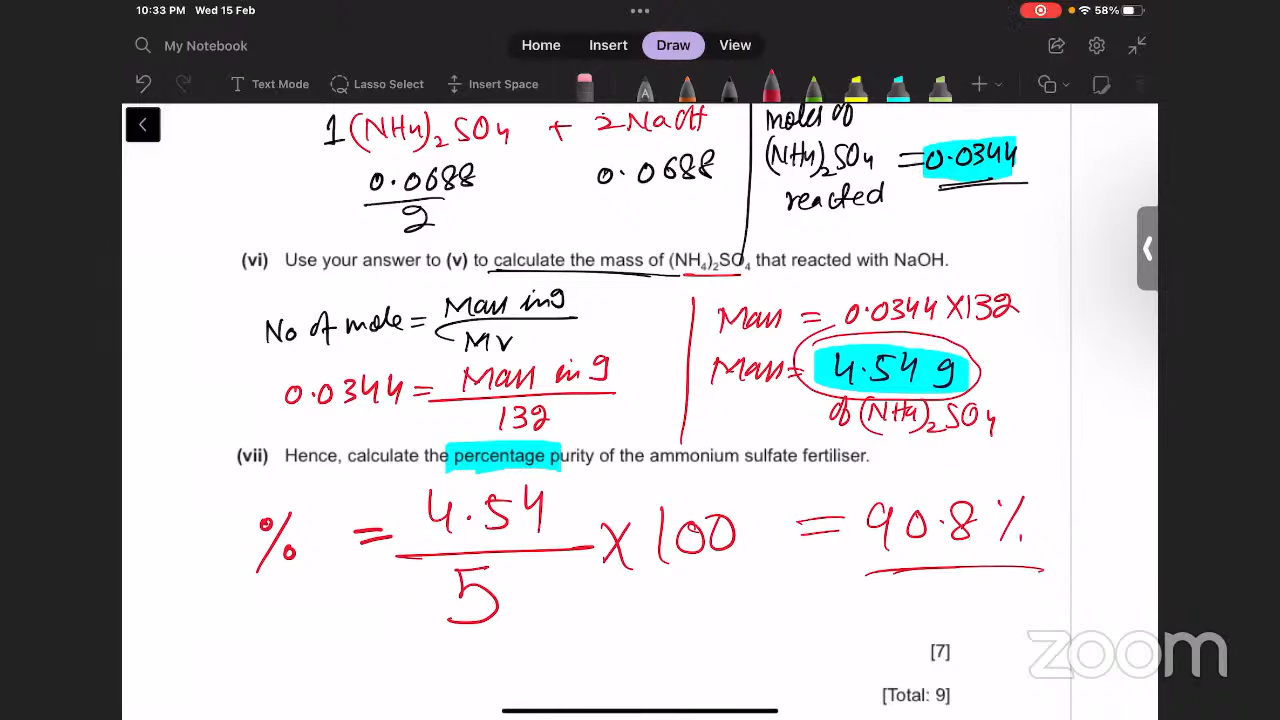 10:33 PM Wed 15 Feb
58%
My Notebook
Home Insert Draw View
Text Mode Lasso Select Insert Space
A
1(NH4)2SO4 + 2NaOH
0.0688
2
0.0688
moles of
(NH4)2SO4 = 0.0344
reacted
(vi) Use your answer to (v) to calculate the mass of (NH4)2SO4 that reacted with NaOH.
No of mole = Mass in g
Mr
0.0344 = Mass in g
132
Mass = 0.0344 X 132
Mass = 4.54 g
of (NH4)2SO4
(vii) Hence, calculate the percentage purity of the ammonium sulfate fertiliser.
% = 4.54 X 100 = 90.8%
5
[7]
[Total: 9]
zoom